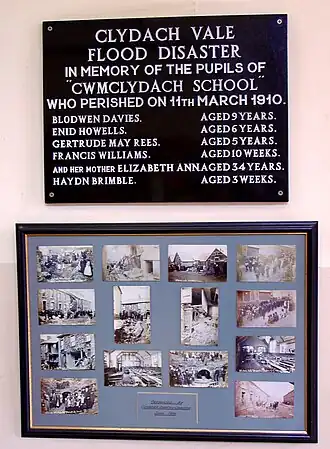 CLYDACH VALE
FLOOD DISASTER
IN MEMORY OF THE PUPILS OF
"CWMCLYDACH SCHOOL"
WHO PERISHED ON 11TH MARCH 1910.
BLODWEN DAVIES. AGED 9 YEARS.
ENID HOWELLS. AGED 6 YEARS.
GERTRUDE MAY REES. AGED 5 YEARS.
FRANCIS WILLIAMS. AGED 10 WEEKS.
AND HER MOTHER ELIZABETH ANN AGED 34 YEARS.
HAYDN BRIMBLE. AGED 3 WEEKS.